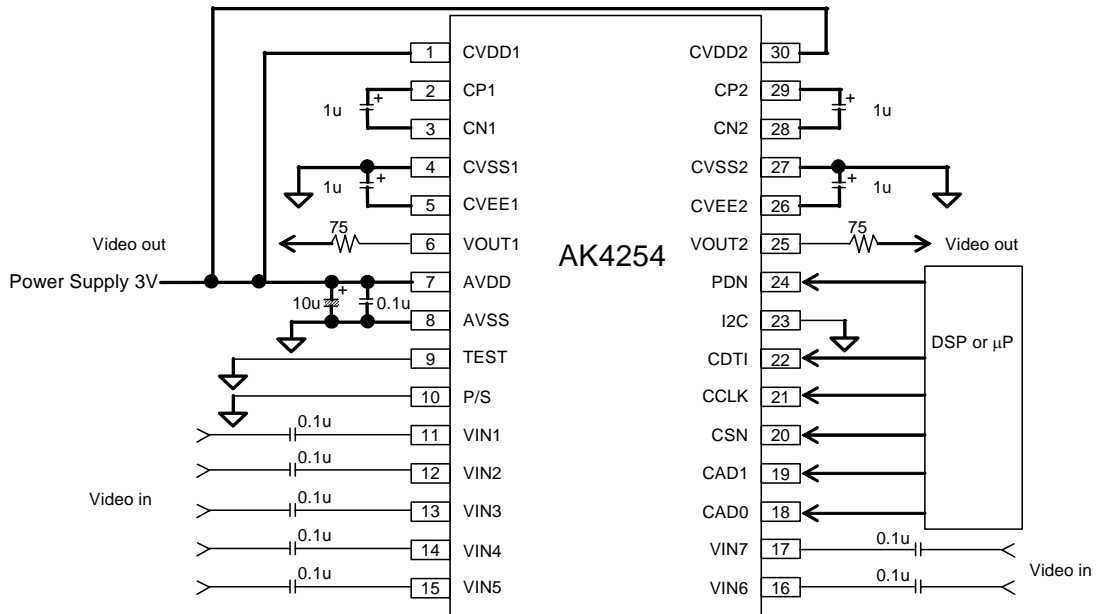 1 CVDD1 CVDD2 30
1u + 2 CP1 CP2 29 + 1u
3 CN1 CN2 28
4 CVSS1 CVSS2 27
1u + 5 CVEE1 CVEE2 26 + 1u
Video out 75 6 VOUT1 VOUT2 25 75 Video out
AK4254
Power Supply 3V 7 AVDD PDN 24
10u + 0.1u
8 AVSS I2C 23
DSP or μP
9 TEST CDTI 22
10 P/S CCLK 21
0.1u 11 VIN1 CSN 20
0.1u 12 VIN2 CAD1 19
Video in
0.1u 13 VIN3 CAD0 18
0.1u 14 VIN4 VIN7 17 0.1u
Video in
0.1u 15 VIN5 VIN6 16 0.1u